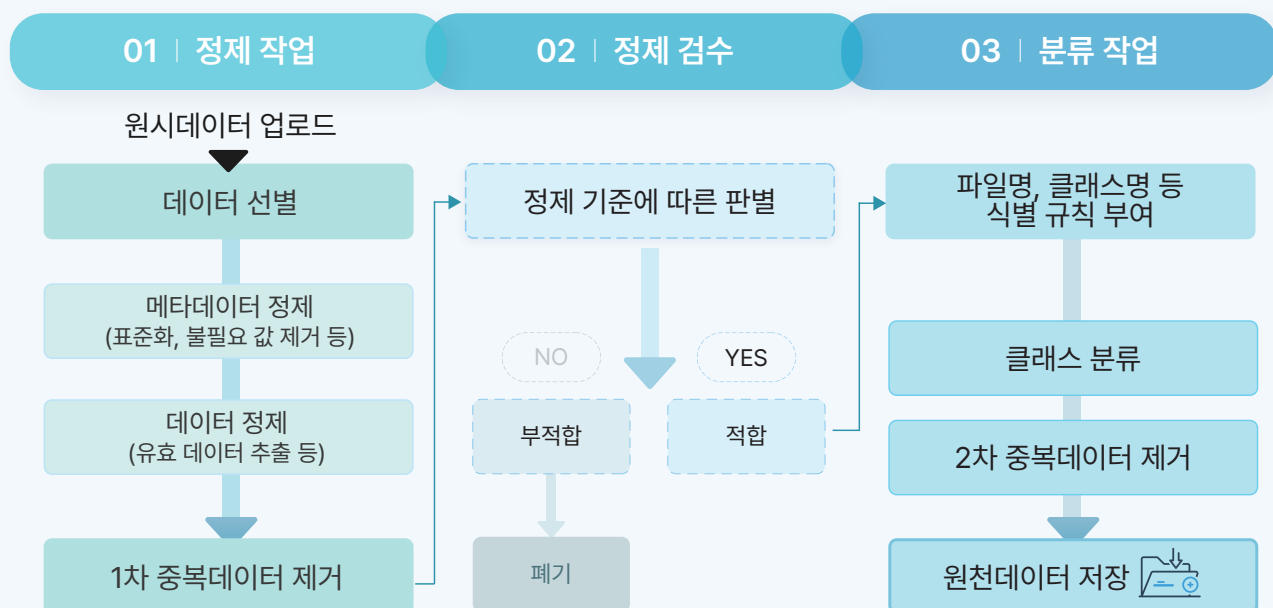 01 | 정제 작업
02 | 정제 검수
03 | 분류 작업
원시데이터 업로드
데이터 선별
메타데이터 정제
(표준화, 불필요 값 제거 등)
데이터 정제
(유효 데이터 추출 등)
1차 중복데이터 제거
정제 기준에 따른 판별
NO
YES
부적합
적합
폐기
파일명, 클래스명 등
식별 규칙 부여
클래스 분류
2차 중복데이터 제거
원천데이터 저장